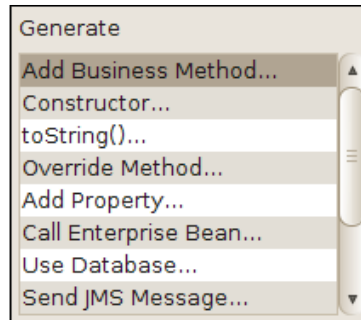 Generate
Add Business Method...
Constructor...
toString()...
Override Method...
Add Property...
Call Enterprise Bean...
Use Database...
Send JMS Message...